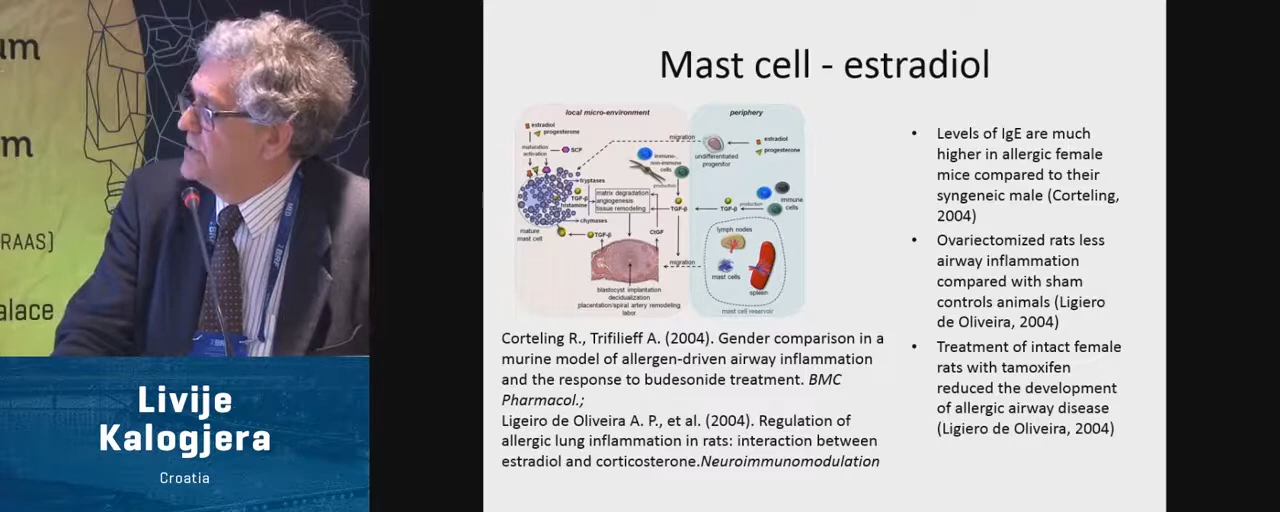 um
m
RAAS)
alace
Livije
Kalogjera
Croatia
Mast cell - estradiol
local micro-environment
periphery
estradiol
progesterone
maturation
activation
SCF
migration
undifferentiated
progenitor
estradiol
progesterone
immune-,
non-immune
cells
production
tryptases
TGF-β
histamine
matrix degradation
angiogenesis
tissue remodeling
chymases
TGF-β
TGF-β
production
immune
cells
mature
mast cell
TGF-β
CtGF
migration
lymph nodes
mast cells
spleen
mast cell reservoir
blastocyst implantation
decidualization
placentation/spiral artery remodeling
labor
Corteling R., Trifilieff A. (2004). Gender comparison in a
murine model of allergen-driven airway inflammation
and the response to budesonide treatment. BMC
Pharmacol.;
Ligeiro de Oliveira A. P., et al. (2004). Regulation of
allergic lung inflammation in rats: interaction between
estradiol and corticosterone.Neuroimmunomodulation
• Levels of IgE are much
higher in allergic female
mice compared to their
syngeneic male (Corteling,
2004)
• Ovariectomized rats less
airway inflammation
compared with sham
controls animals (Ligiero
de Oliveira, 2004)
• Treatment of intact female
rats with tamoxifen
reduced the development
of allergic airway disease
(Ligiero de Oliveira, 2004)